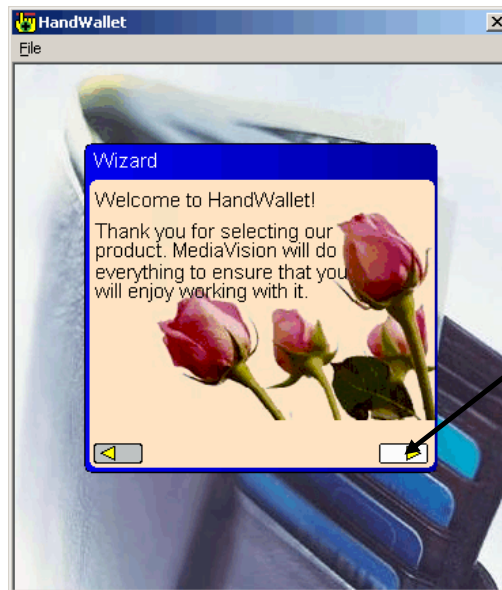 HandWallet
File
Wizard
Welcome to HandWallet!
Thank you for selecting our
product. MediaVision will do
everything to ensure that you
will enjoy working with it.